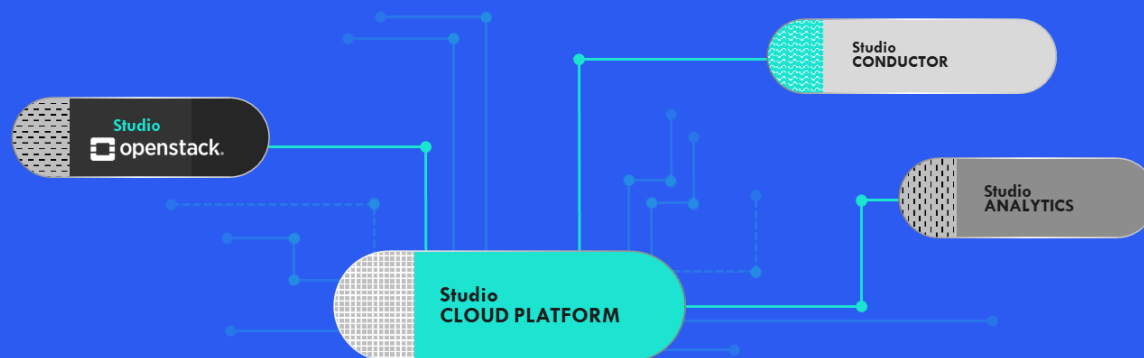 Studio
CONDUCTOR
Studio
openstack.
Studio
ANALYTICS
Studio
CLOUD PLATFORM